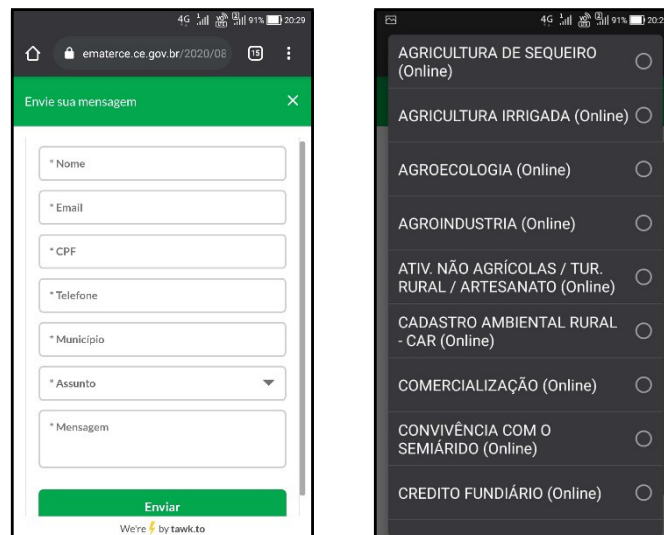 4G 91% 20:29
ematerce.ce.gov.br/2020/08 15
Envie sua mensagem
* Nome
* Email
* CPF
* Telefone
* Município
* Assunto
* Mensagem
Enviar
We're by tawk.to
4G 91% 20:2
AGRICULTURA DE SEQUEIRO
(Online)
AGRICULTURA IRRIGADA (Online)
AGROECOLOGIA (Online)
AGROINDUSTRIA (Online)
ATIV. NÃO AGRÍCOLAS / TUR.
RURAL / ARTESANATO (Online)
CADASTRO AMBIENTAL RURAL
- CAR (Online)
COMERCIALIZAÇÃO (Online)
CONVIVÊNCIA COM O
SEMIÁRIDO (Online)
CREDITO FUNDIÁRIO (Online)